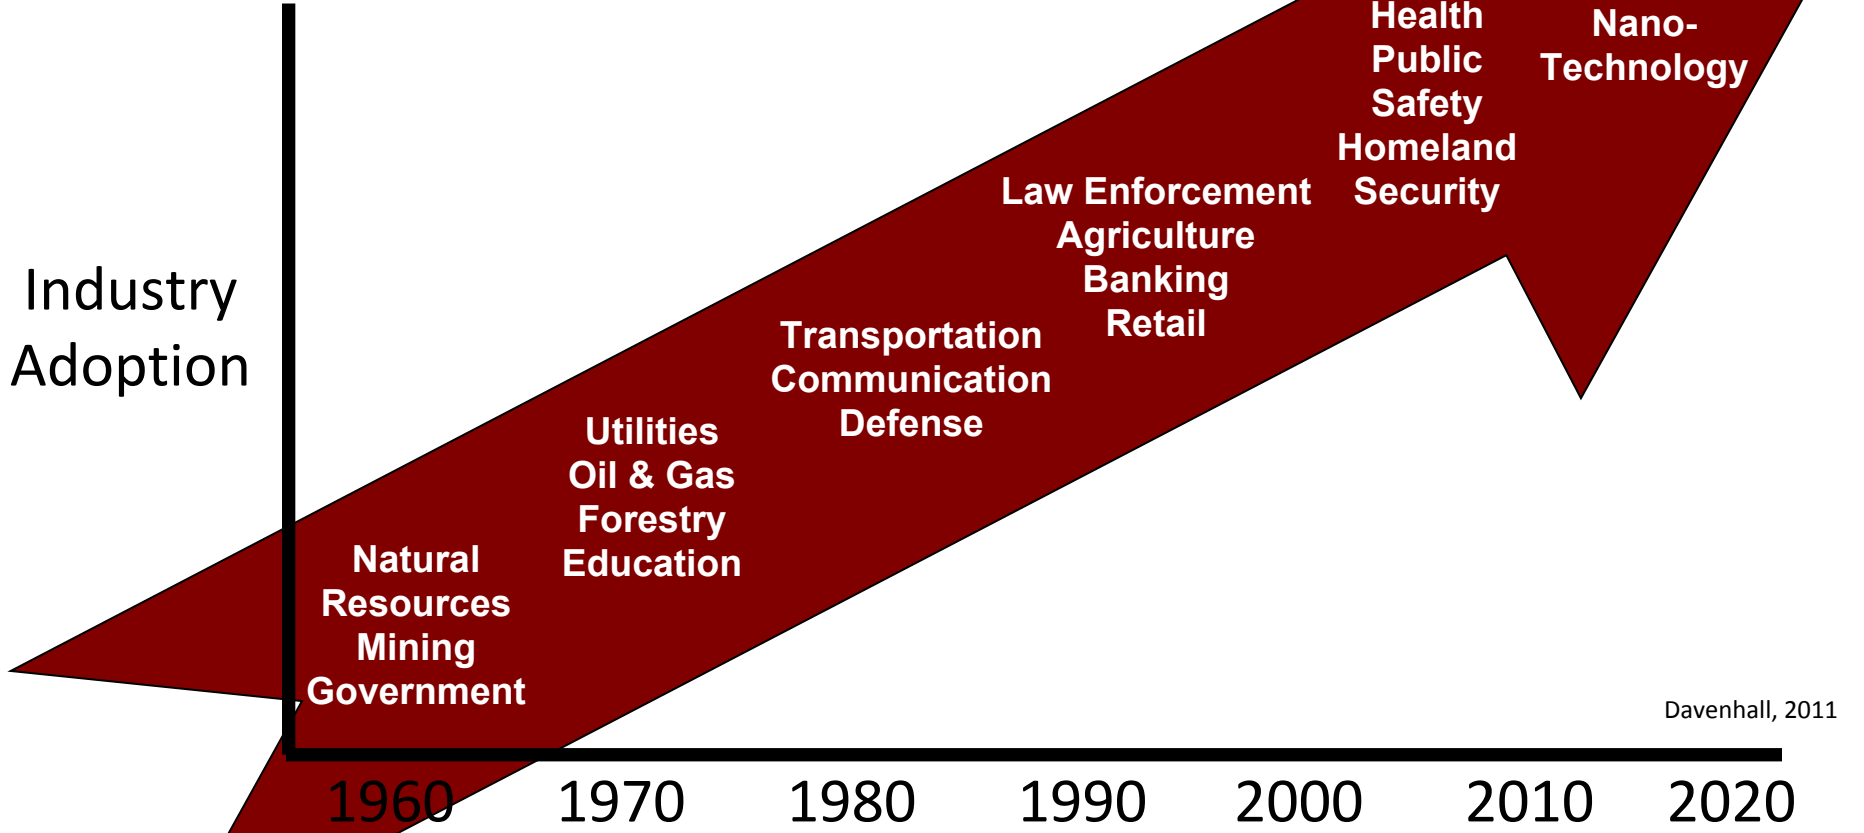 Industry
Adoption
Natural
Resources
Mining
Government
Utilities
Oil & Gas
Forestry
Education
Transportation
Communication
Defense
Law Enforcement
Agriculture
Banking
Retail
Health
Public
Safety
Homeland
Security
Nano-
Technology
Davenhall, 2011
1960 1970 1980 1990 2000 2010 2020